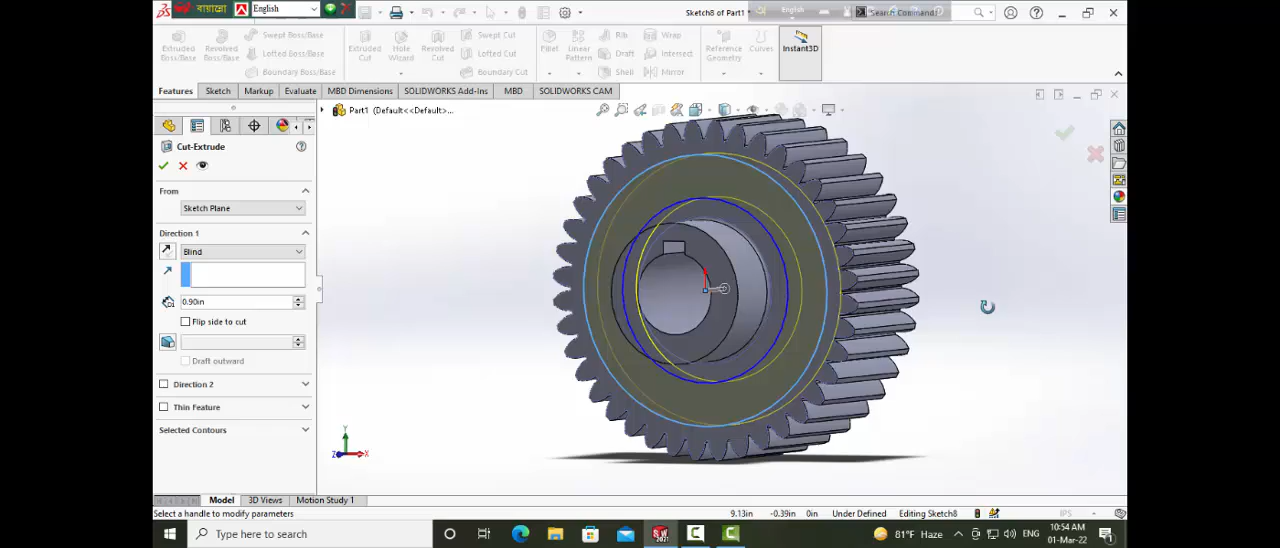 বায়ান্নো English Sketch8 of Part1 * English Search Commands
Extruded Boss/Base Revolved Boss/Base Swept Boss/Base Lofted Boss/Base Boundary Boss/Base Extruded Cut Hole Wizard Revolved Cut Swept Cut Lofted Cut Boundary Cut Fillet Linear Pattern Rib Draft Shell Wrap Intersect Mirror Reference Geometry Curves Instant3D
Features Sketch Markup Evaluate MBD Dimensions SOLIDWORKS Add-Ins MBD SOLIDWORKS CAM
Part1 (Default<<Default>...
Cut-Extrude
From
Sketch Plane
Direction 1
Blind
0.90in
Flip side to cut
Draft outward
Direction 2
Thin Feature
Selected Contours
Y
Z X
Model 3D Views Motion Study 1
Select a handle to modify parameters 9.13in -0.39in 0in Under Defined Editing Sketch8 IPS
Type here to search SW 2021 81°F Haze ENG 10:54 AM 01-Mar-22